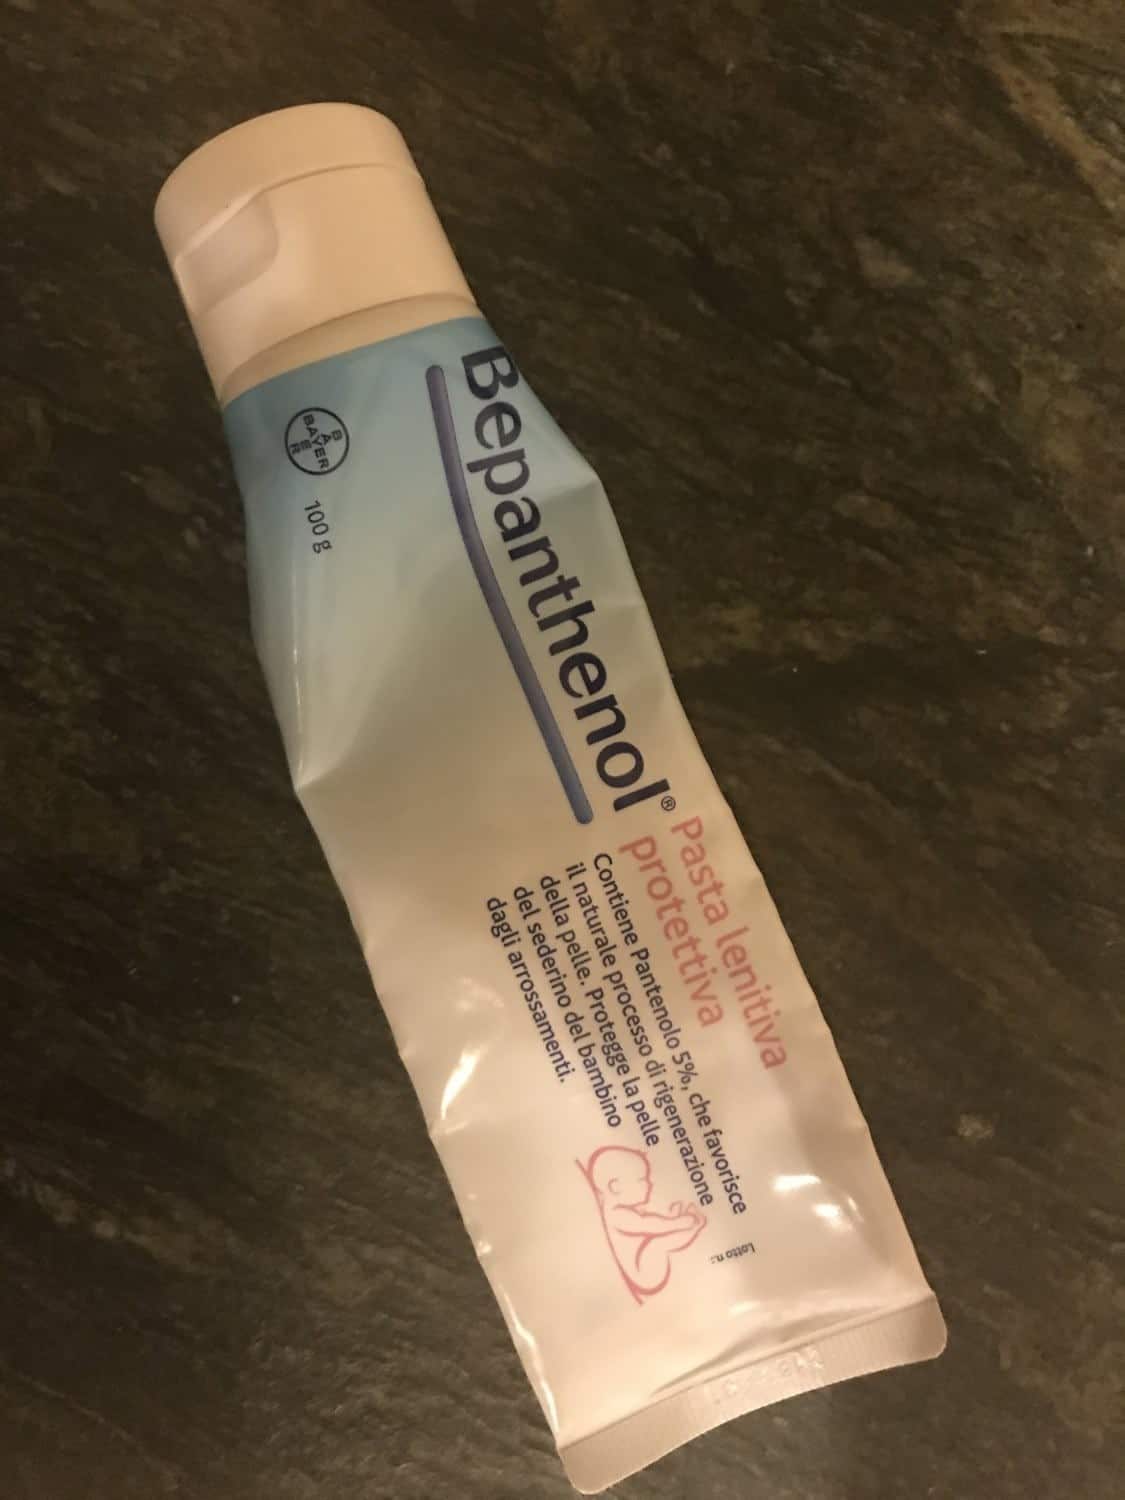 Bepanthenol®
Pasta lenitiva
protettiva
Contiene Pantenolo 5%, che favorisce
il naturale processo di rigenerazione
della pelle. Protegge la pelle
del sederino del bambino
dagli arrossamenti.
BAYER
BAYER
100 g
Lotto n.: